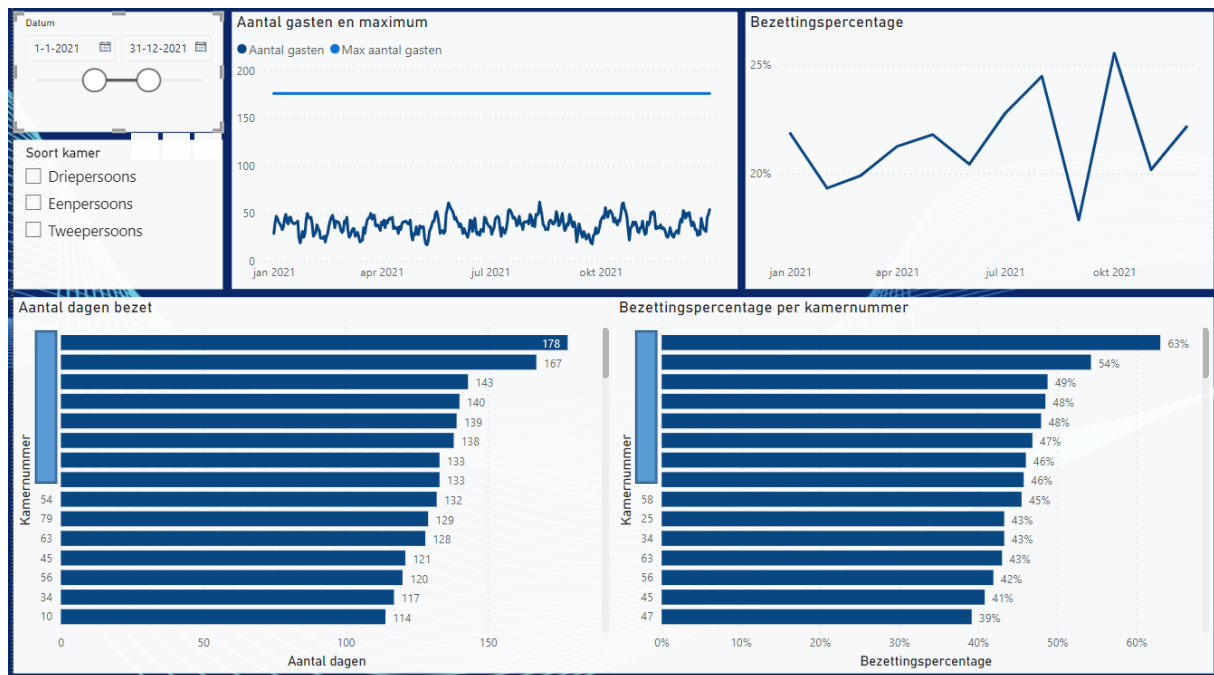 Datum
1-1-2021
31-12-2021
Soort kamer
Driepersoons
Eenpersoons
Tweepersoons
Aantal gasten en maximum
Aantal gasten
Max aantal gasten
200
150
100
50
0
jan 2021
apr 2021
jul 2021
okt 2021
Bezettingspercentage
25%
20%
jan 2021
apr 2021
jul 2021
okt 2021
Aantal dagen bezet
Kamernummer
178
167
143
140
139
138
133
133
54 132
79 129
63 128
45 121
56 120
34 117
10 114
0
50
100
150
Aantal dagen
Bezettingspercentage per kamernummer
Kamernummer
63%
54%
49%
48%
48%
47%
46%
46%
58 45%
25 43%
34 43%
63 43%
56 42%
45 41%
47 39%
0%
10%
20%
30%
40%
50%
60%
Bezettingspercentage